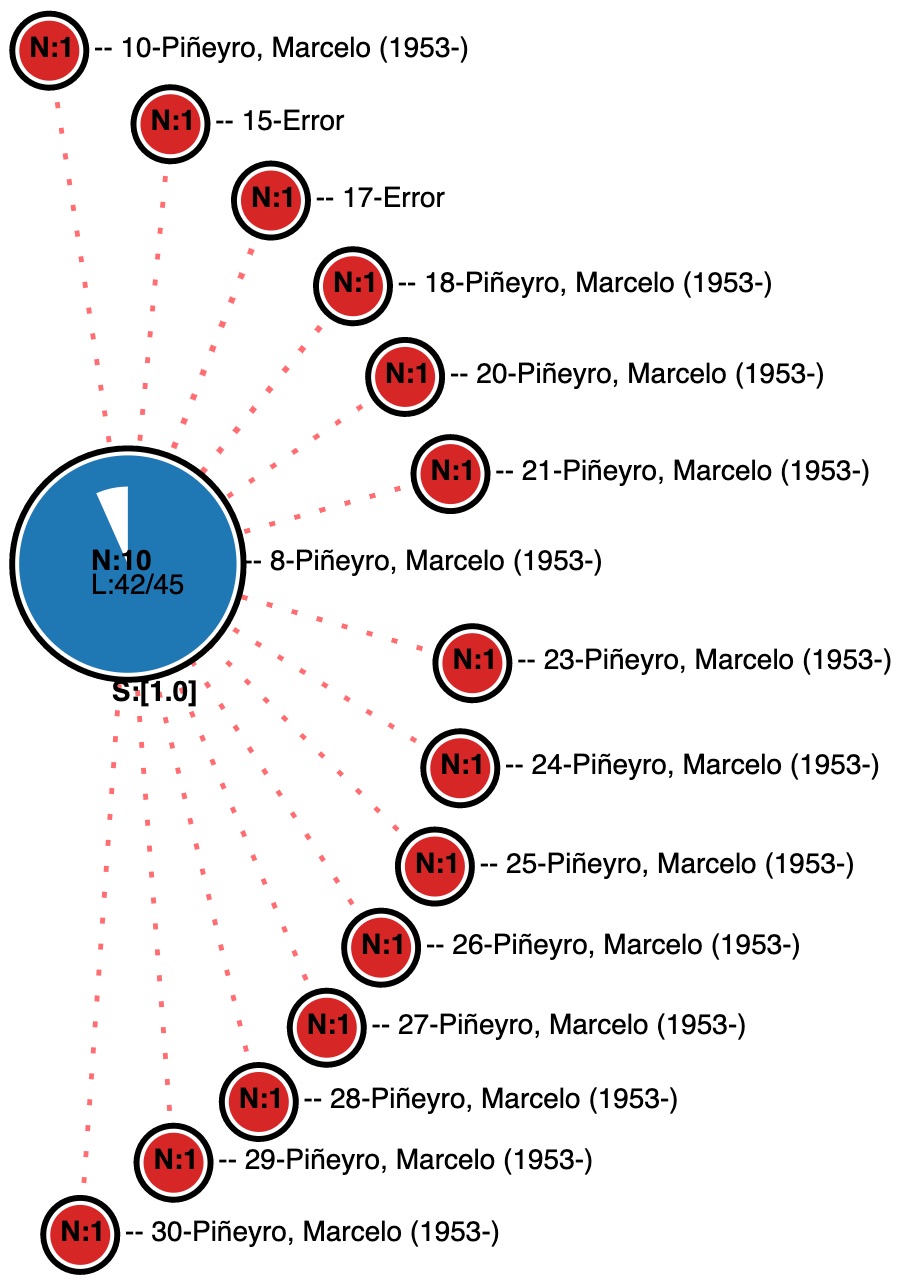 N:1 -- 10-Piñeyro, Marcelo (1953-)
N:1 -- 15-Error
N:1 -- 17-Error
N:1 -- 18-Piñeyro, Marcelo (1953-)
N:1 -- 20-Piñeyro, Marcelo (1953-)
N:1 -- 21-Piñeyro, Marcelo (1953-)
N:10 -- 8-Piñeyro, Marcelo (1953-)
L:42/45
N:1 -- 23-Piñeyro, Marcelo (1953-)
S:[1.0]
N:1 -- 24-Piñeyro, Marcelo (1953-)
N:1 -- 25-Piñeyro, Marcelo (1953-)
N:1 -- 26-Piñeyro, Marcelo (1953-)
N:1 -- 27-Piñeyro, Marcelo (1953-)
N:1 -- 28-Piñeyro, Marcelo (1953-)
N:1 -- 29-Piñeyro, Marcelo (1953-)
N:1 -- 30-Piñeyro, Marcelo (1953-)